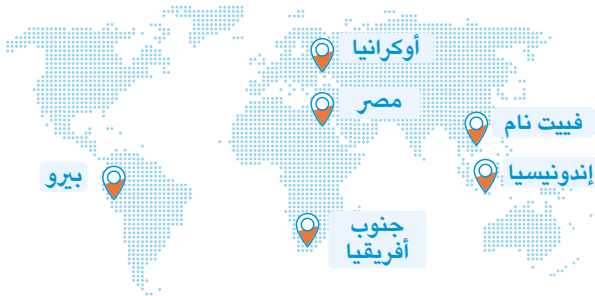 أوكرانيا
مصر
فييت نام
إندونيسيا
بيرو
جنوب
أفريقيا